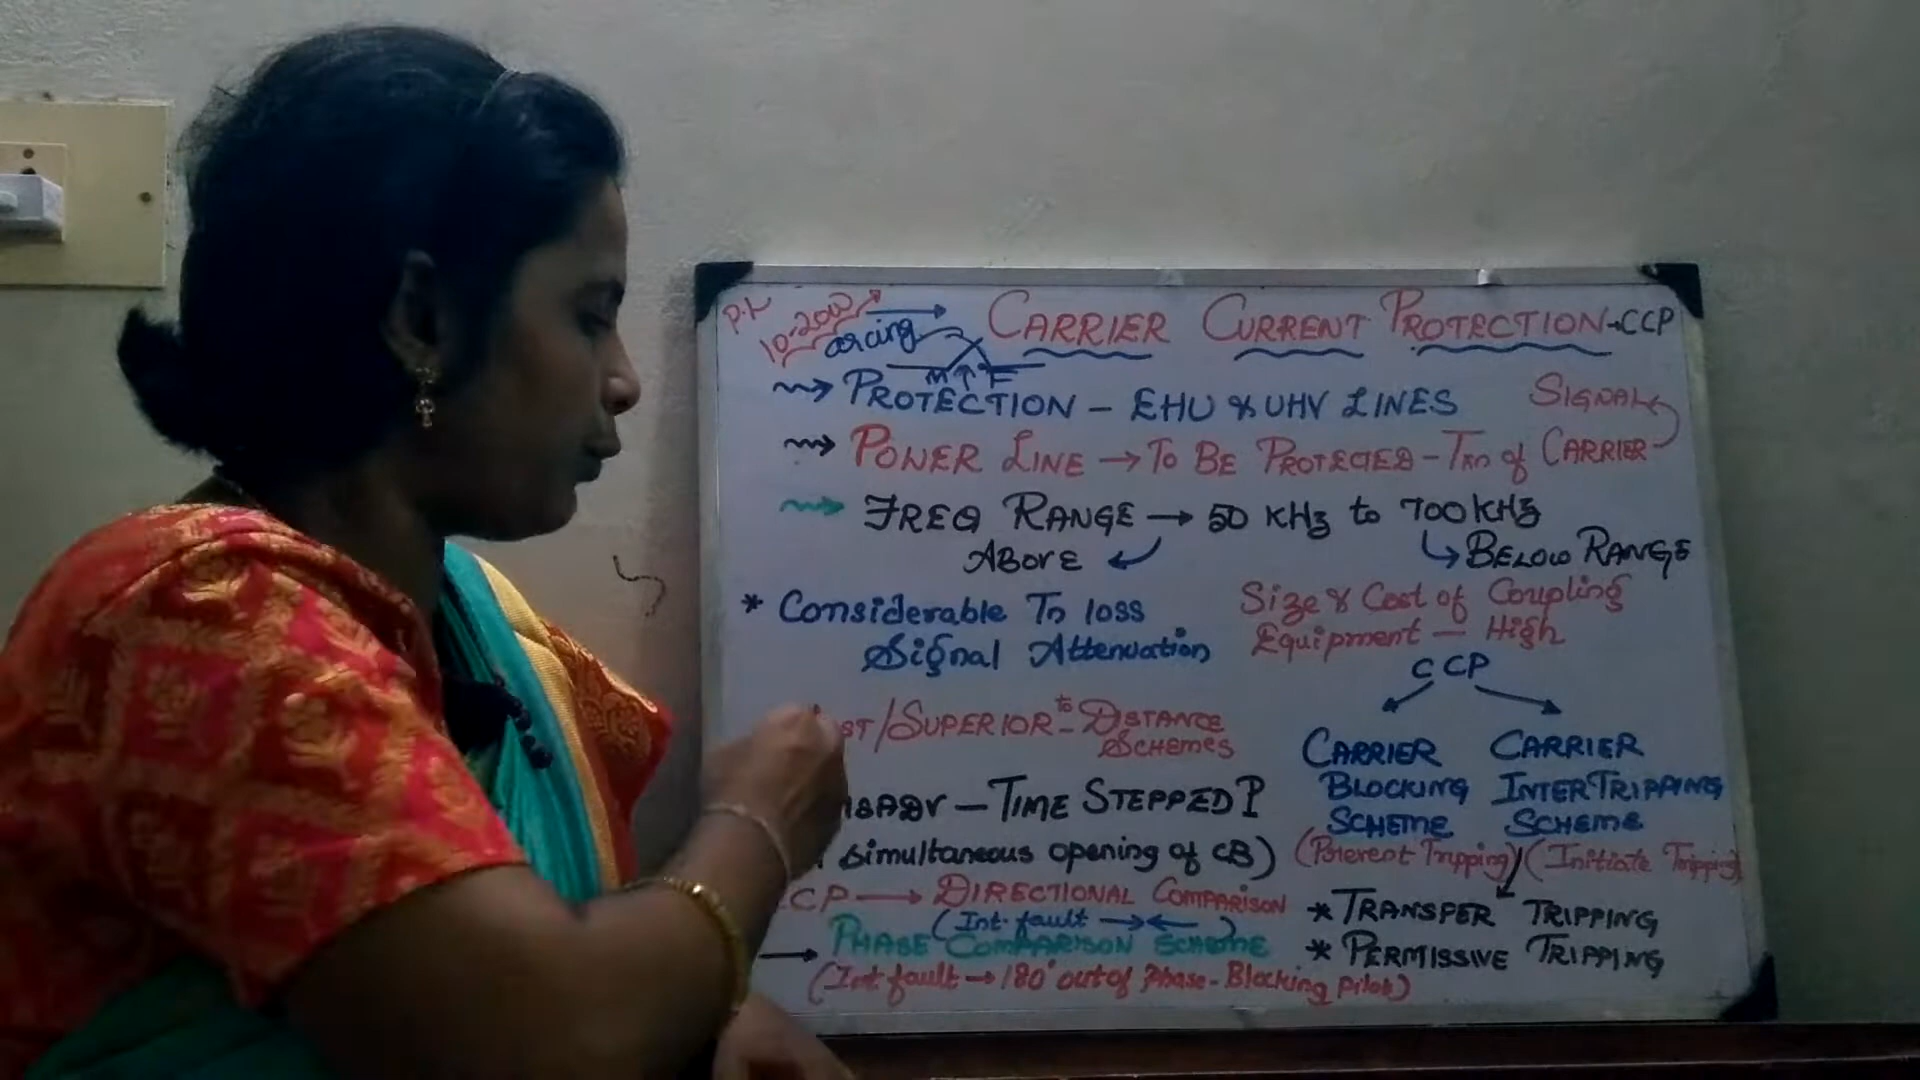 P.L
10-20W
arcing
CARRIER CURRENT PROTECTION → CCP
PROTECTION – EHV & UHV LINES
SIGNAL
POWER LINE → TO BE PROTECTED – Txn of CARRIER
FREQ RANGE → 50 KHz to 700 KHz
ABOVE
BELOW RANGE
* Considerable Tn loss
Signal Attenuation
Size & Cost of Coupling
Equipment – High
CCP
ST/SUPERIOR to DISTANCE
SCHEMES
CARRIER
BLOCKING
SCHEME
(Prevent Tripping)
CARRIER
INTER TRIPPING
SCHEME
(Initiate Tripping)
ISADV – TIME STEPPED P
simultaneous opening of CB)
CP → DIRECTIONAL COMPARISON
(Int. fault → ←)
→ PHASE COMPARISON SCHEME
(Int fault → 180° out of Phase - Blocking pilot)
* TRANSFER TRIPPING
* PERMISSIVE TRIPPING